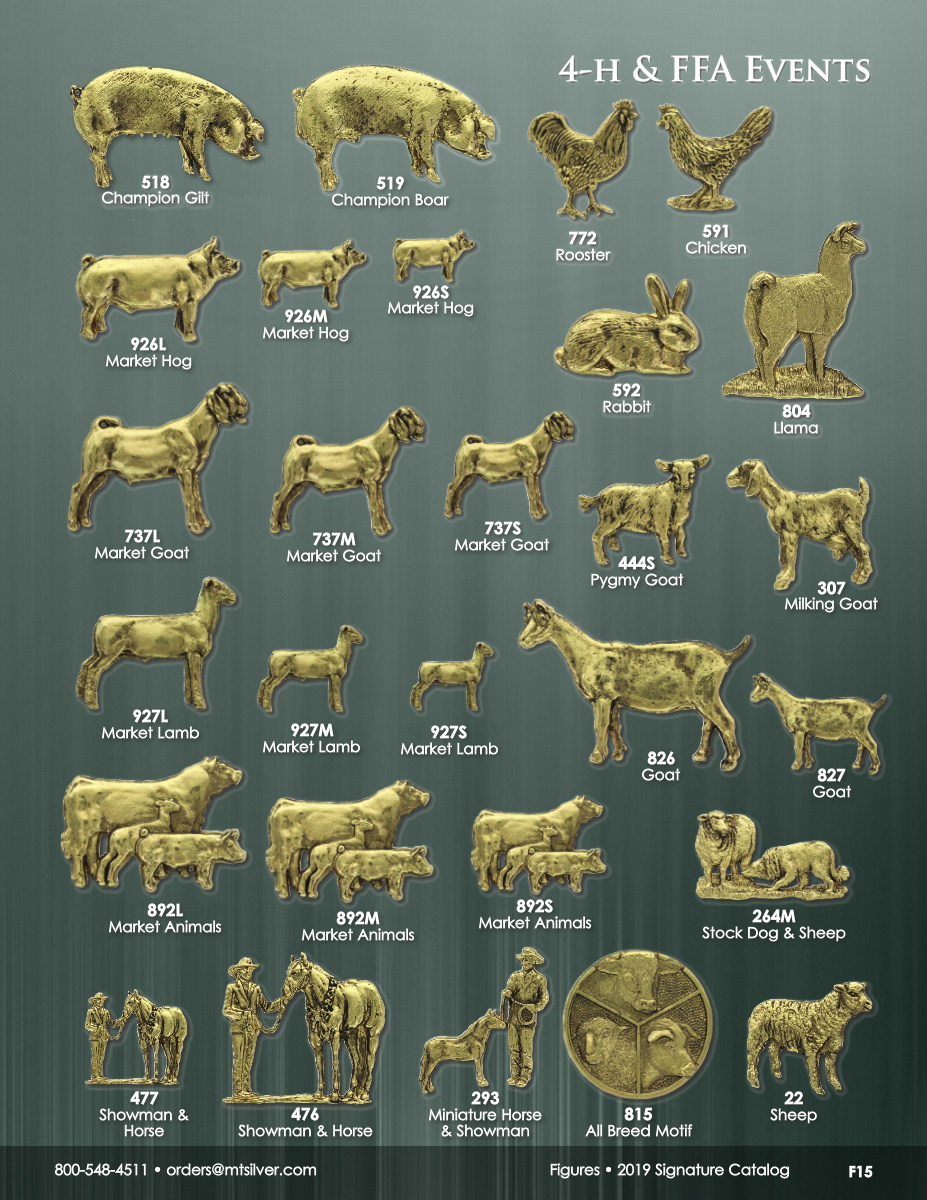 4-H & FFA EVENTS
518
Champion Gilt
519
Champion Boar
772
Rooster
591
Chicken
926L
Market Hog
926M
Market Hog
926S
Market Hog
592
Rabbit
804
Llama
737L
Market Goat
737M
Market Goat
737S
Market Goat
444S
Pygmy Goat
307
Milking Goat
927L
Market Lamb
927M
Market Lamb
927S
Market Lamb
826
Goat
827
Goat
892L
Market Animals
892M
Market Animals
892S
Market Animals
264M
Stock Dog & Sheep
477
Showman &
Horse
476
Showman & Horse
293
Miniature Horse
& Showman
815
All Breed Motif
22
Sheep
800-548-4511 • orders@mtsilver.com
Figures • 2019 Signature Catalog
F15